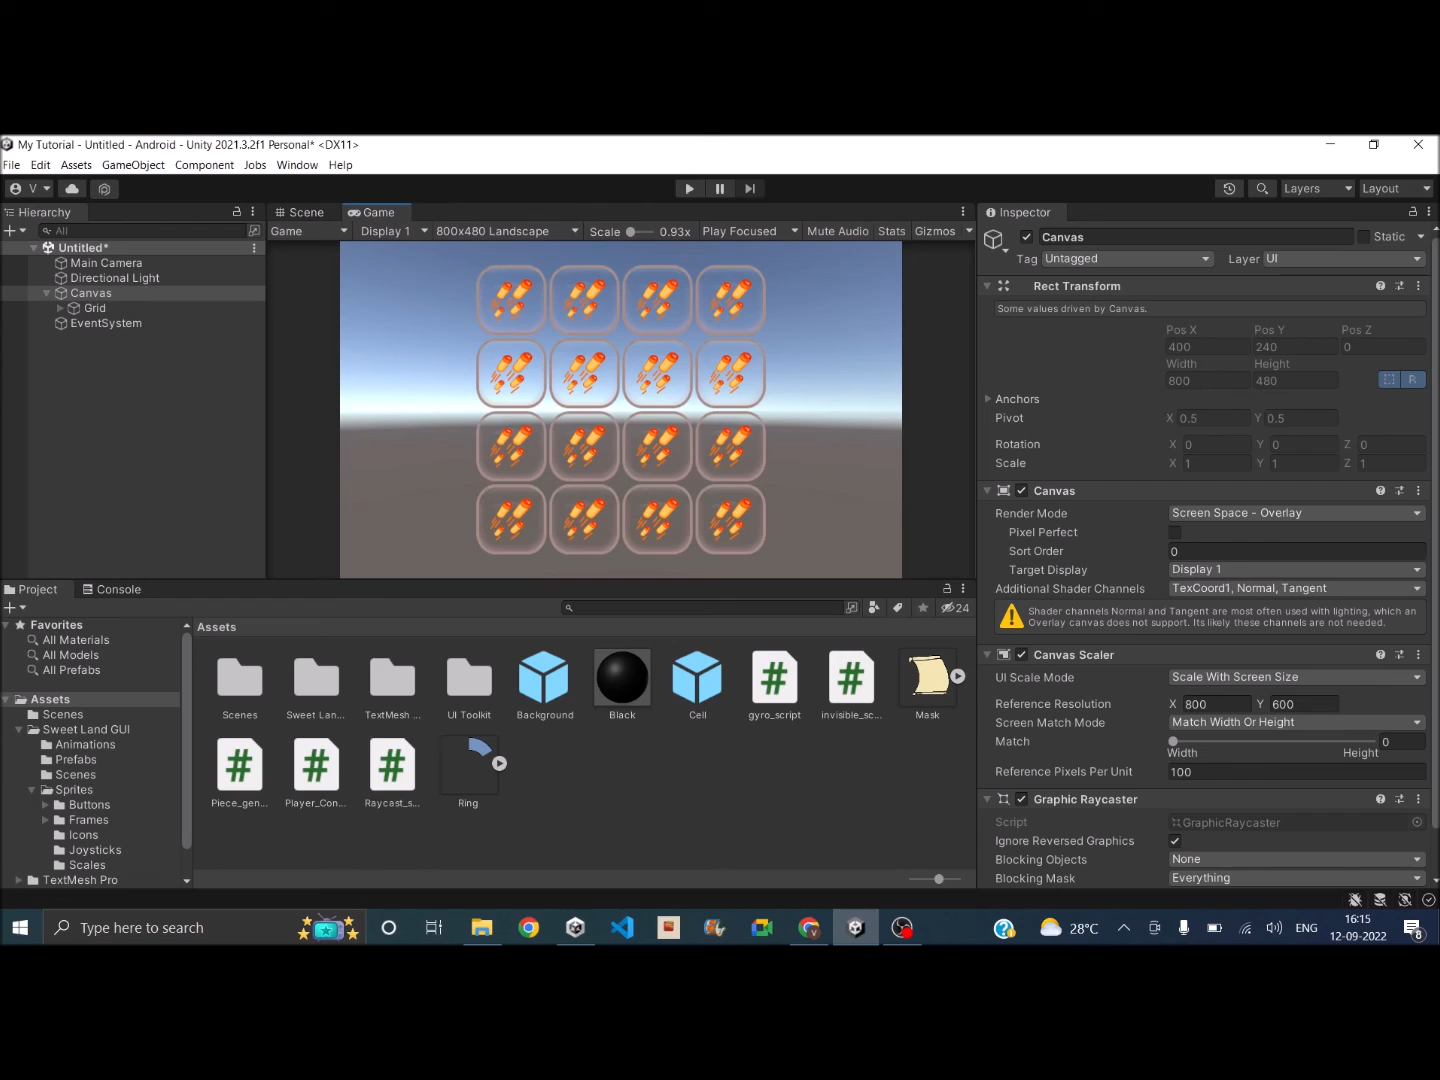 My Tutorial - Untitled - Android - Unity 2021.3.2f1 Personal* <DX11>
File Edit Assets GameObject Component Jobs Window Help
V Layers Layout
Hierarchy Scene Game Inspector
All Game Display 1 800x480 Landscape Scale 0.93x Play Focused Mute Audio Stats Gizmos
Canvas Static
Untitled*
Tag Untagged Layer UI
Main Camera
Directional Light
Canvas
Grid
EventSystem
Rect Transform
Some values driven by Canvas.
Pos X Pos Y Pos Z
400 240 0
Width Height
800 480 R
Anchors
Pivot X 0.5 Y 0.5
Rotation X 0 Y 0 Z 0
Scale X 1 Y 1 Z 1
Canvas
Render Mode Screen Space - Overlay
Pixel Perfect
Sort Order 0
Target Display Display 1
Additional Shader Channels TexCoord1, Normal, Tangent
Shader channels Normal and Tangent are most often used with lighting, which an
Overlay canvas does not support. Its likely these channels are not needed.
Canvas Scaler
UI Scale Mode Scale With Screen Size
Reference Resolution X 800 Y 600
Screen Match Mode Match Width Or Height
Match 0
Width Height
Reference Pixels Per Unit 100
Graphic Raycaster
Script GraphicRaycaster
Ignore Reversed Graphics
Blocking Objects None
Blocking Mask Everything
Project Console
24
Favorites
All Materials
All Models
All Prefabs
Assets
Scenes
Sweet Land GUI
Animations
Prefabs
Scenes
Sprites
Buttons
Frames
Icons
Joysticks
Scales
TextMesh Pro
Assets
Scenes Sweet Lan... TextMesh ... UI Toolkit Background Black Cell gyro_script invisible_sc... Mask
Piece_gen... Player_Con... Raycast_s... Ring
Type here to search
28°C ENG
16:15
12-09-2022
8